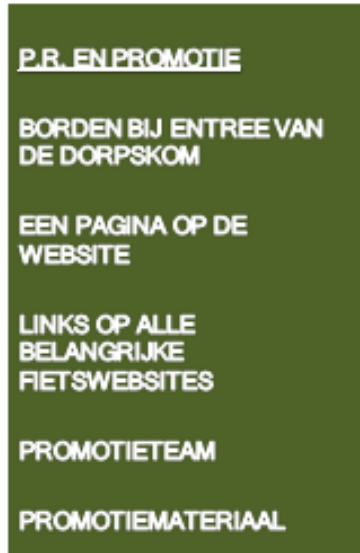 P.R. EN PROMOTIE
BORDEN BIJ ENTREE VAN
DE DORPSKOM
EEN PAGINA OP DE
WEBSITE
LINKS OP ALLE
BELANGRIJKE
FIETSWEBSITES
PROMOTIETEAM
PROMOTIEMATERIAAL